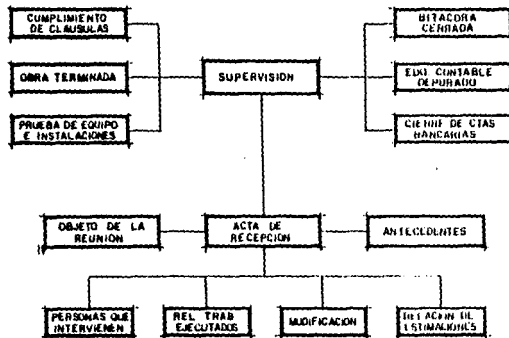 CUMPLIMIENTO
DE CLAUSULAS
BITACORA
CERRADA
OBRA TERMINADA
SUPERVISION
EDO CONTABLE
DEPURADO
PRUEBA DE EQUIPO
E INSTALACIONES
CIERRE DE CTAS
BANCARIAS
OBJETO DE LA
REUNION
ACTA DE
RECEPCION
ANTECEDENTES
PERSONAS QUE
INTERVIENEN
REL TRAB
EJECUTADOS
MODIFICACION
RELACION DE
ESTIMACIONES